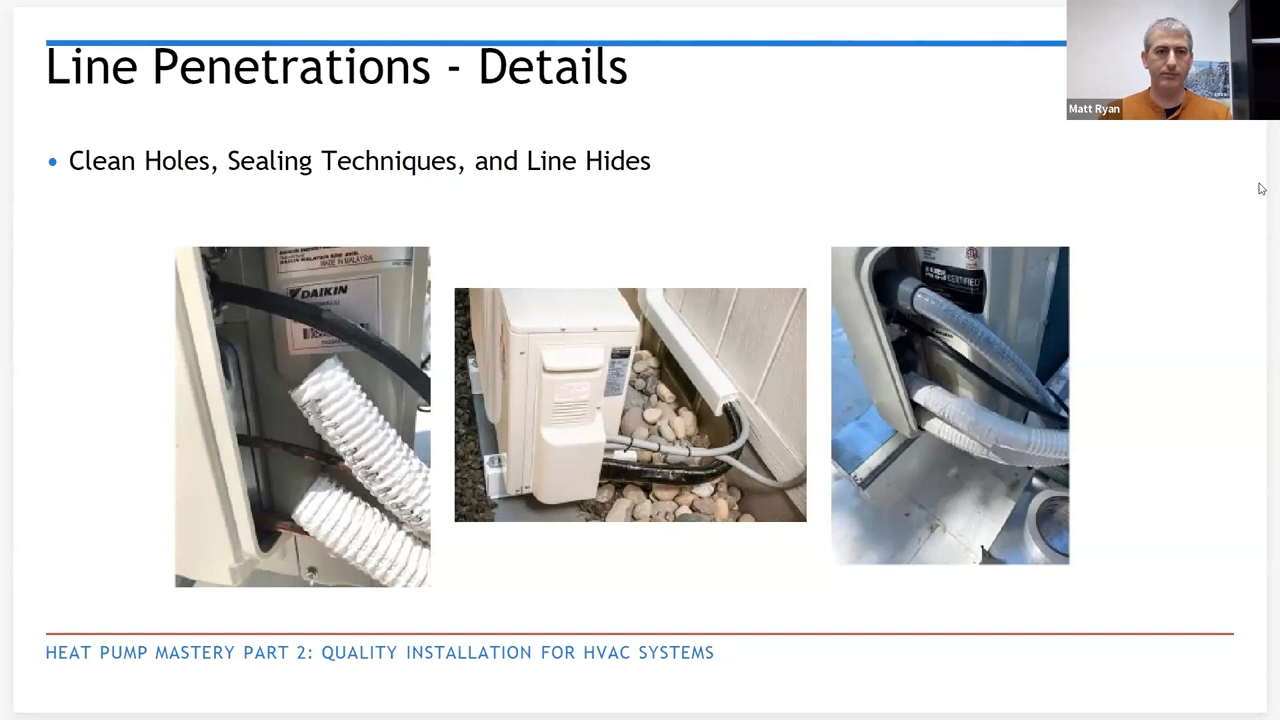 Line Penetrations - Details
Matt Ryan
• Clean Holes, Sealing Techniques, and Line Hides
MADE IN MALAYSIA
DAIKIN
CERTIFIED
HEAT PUMP MASTERY PART 2: QUALITY INSTALLATION FOR HVAC SYSTEMS